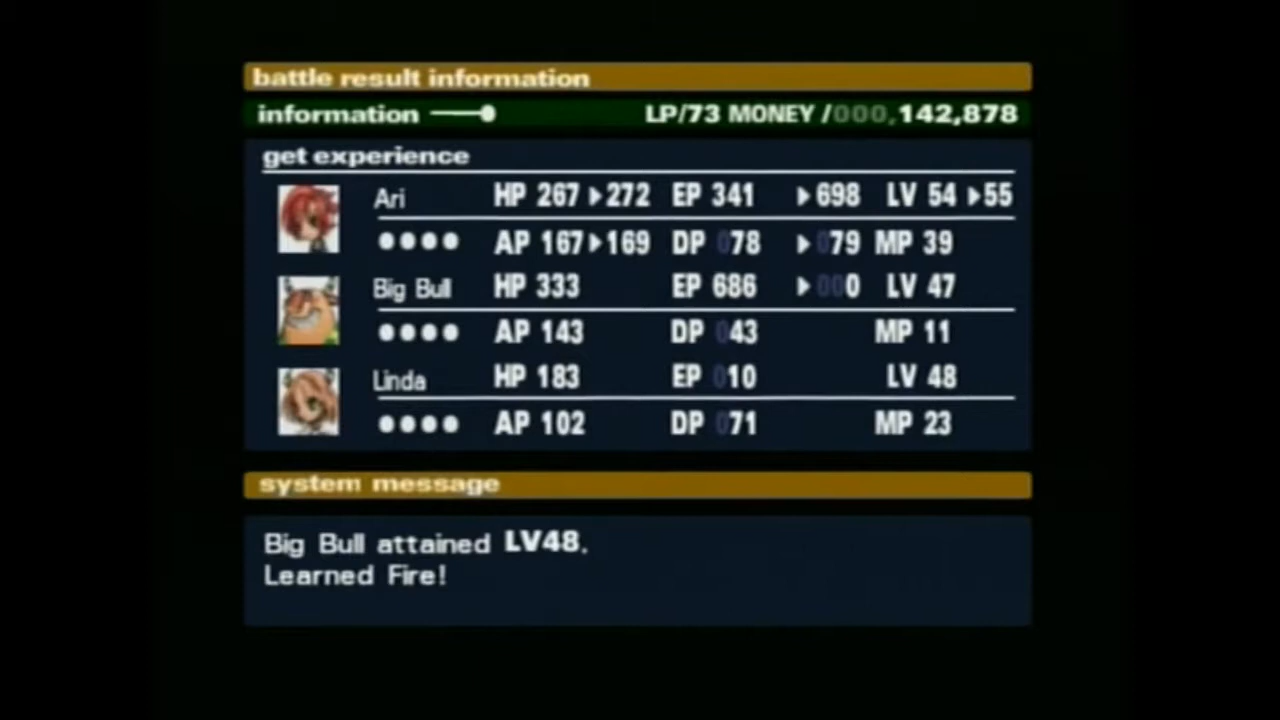 battle result information
information LP/73 MONEY /000,142,878
get experience
Ari HP 267 ▶272 EP 341 ▶698 LV 54 ▶55
AP 167▶169 DP 078 ▶079 MP 39
Big Bull HP 333 EP 686 ▶000 LV 47
AP 143 DP 043 MP 11
Linda HP 183 EP 010 LV 48
AP 102 DP 071 MP 23
system message
Big Bull attained LV48.
Learned Fire!